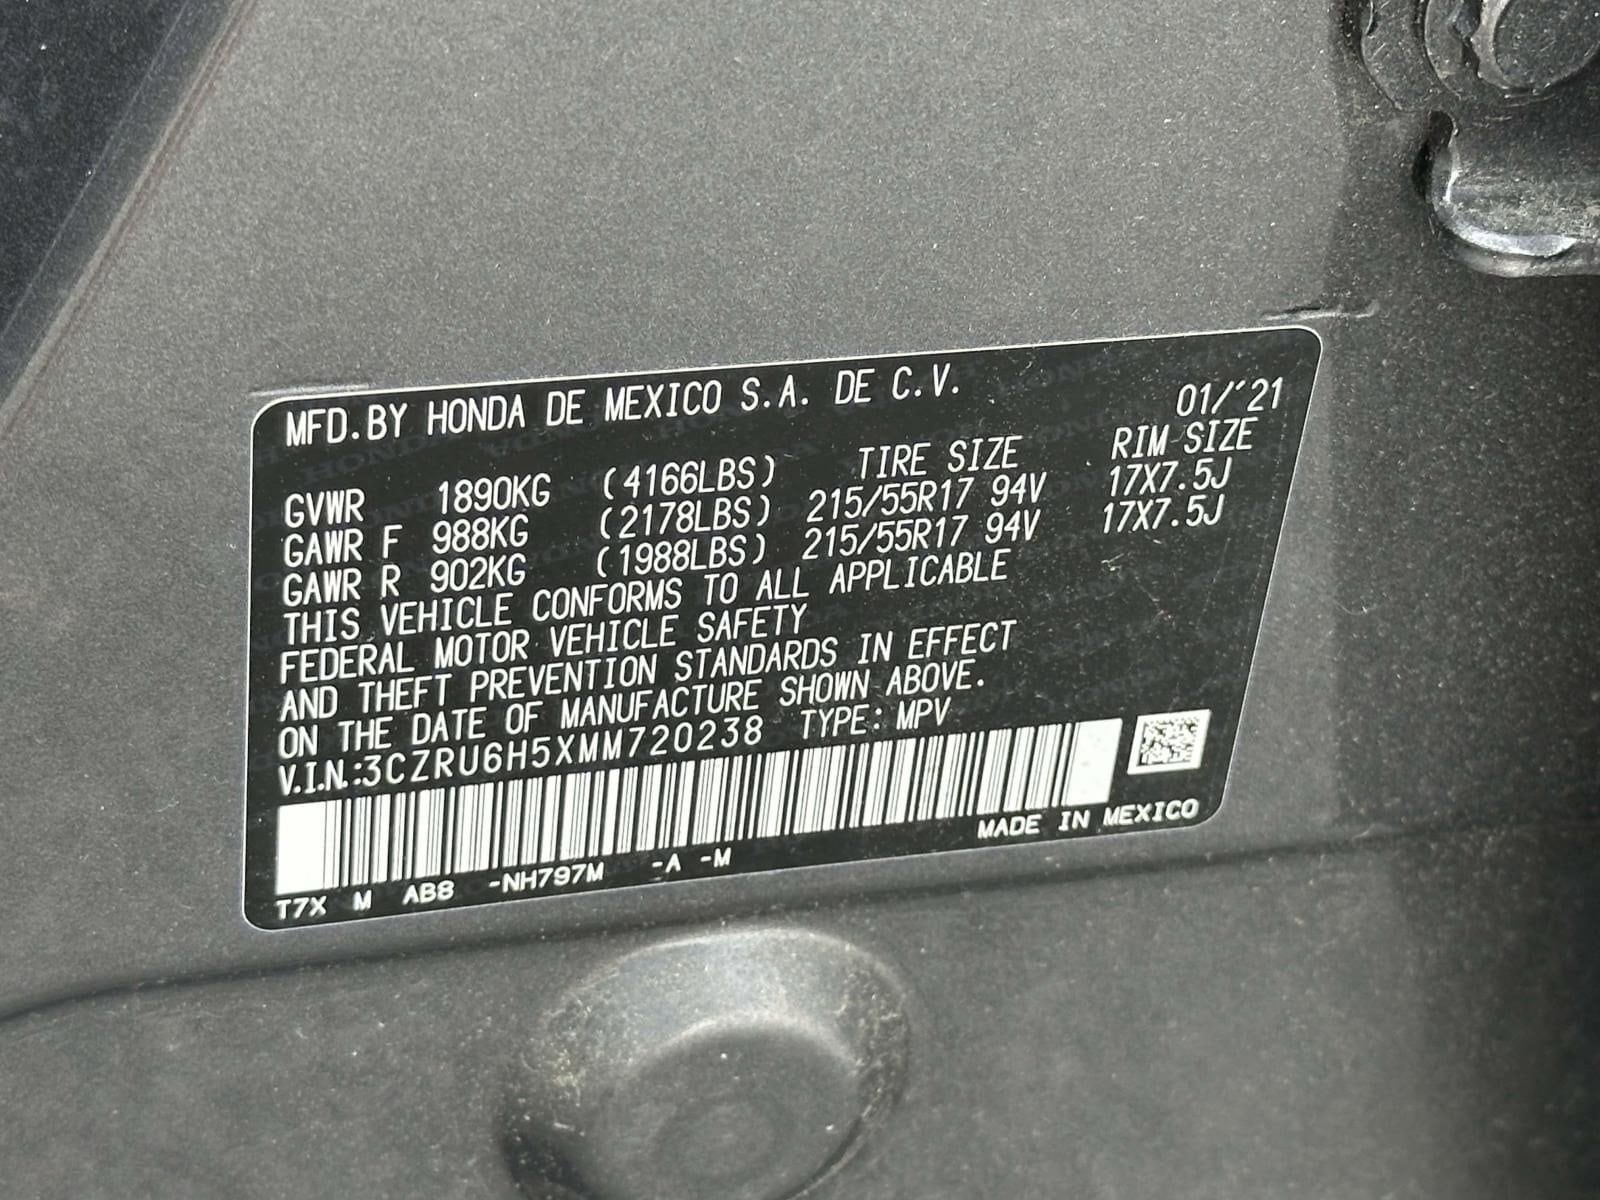 MFD.BY HONDA DE MEXICO S.A. DE C.V. 01/'21
TIRE SIZE RIM SIZE
GVWR 1890KG (4166LBS)
GAWR F 988KG (2178LBS) 215/55R17 94V 17X7.5J
GAWR R 902KG (1988LBS) 215/55R17 94V 17X7.5J
THIS VEHICLE CONFORMS TO ALL APPLICABLE
FEDERAL MOTOR VEHICLE SAFETY
AND THEFT PREVENTION STANDARDS IN EFFECT
ON THE DATE OF MANUFACTURE SHOWN ABOVE.
V.I.N.:3CZRU6H5XMM720238 TYPE: MPV
MADE IN MEXICO
T7X M AB8 -NH797M -A -M